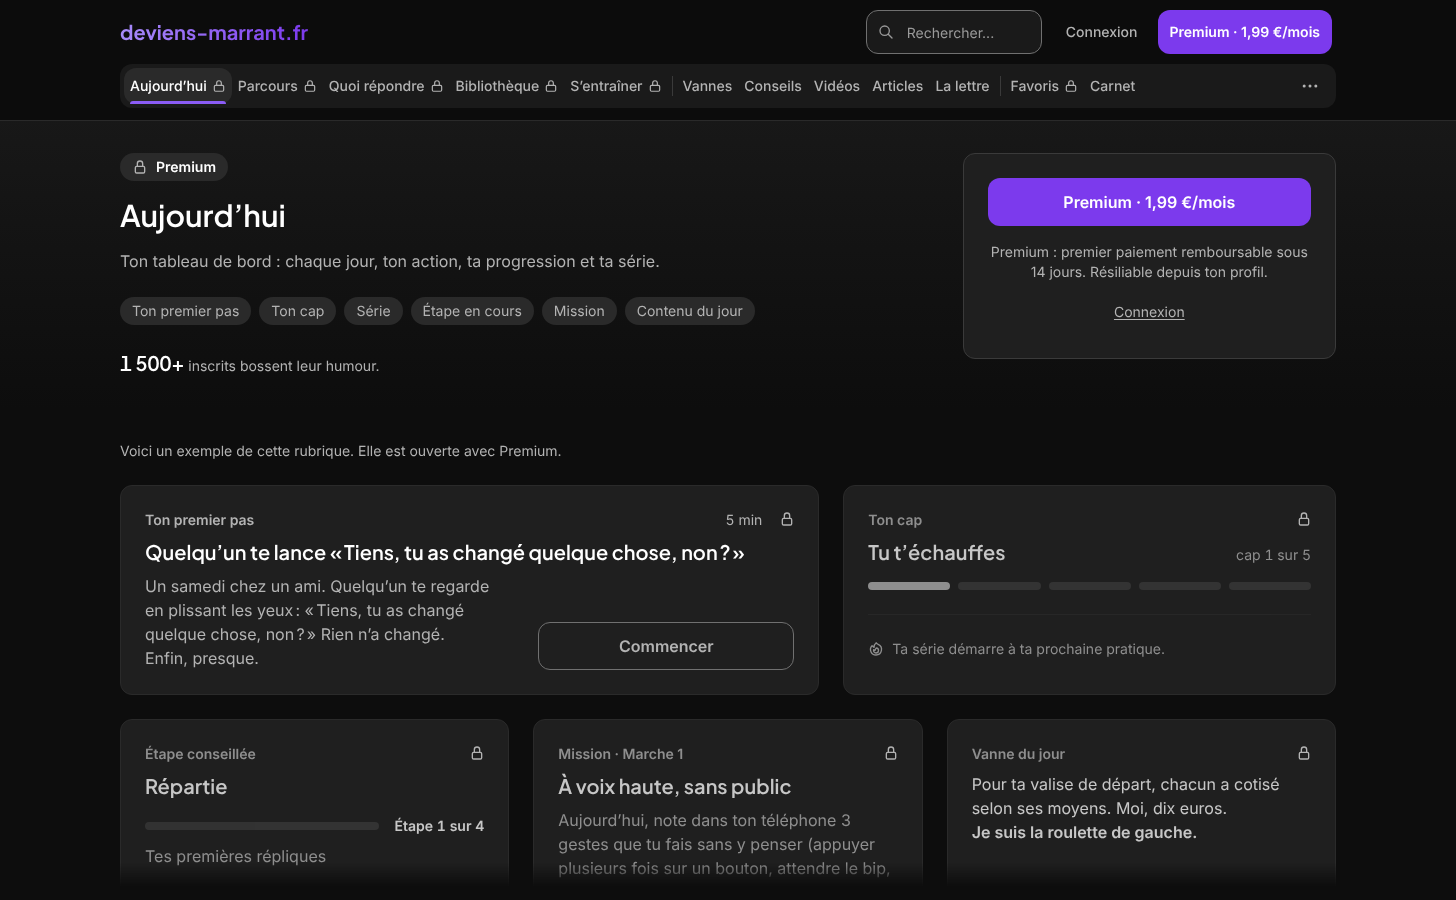 deviens-marrant.fr
Rechercher...
Connexion
Premium · 1,99 €/mois
Aujourd’hui
Parcours
Quoi répondre
Bibliothèque
S’entraîner
Vannes
Conseils
Vidéos
Articles
La lettre
Favoris
Carnet
Premium
Aujourd’hui
Ton tableau de bord : chaque jour, ton action, ta progression et ta série.
Ton premier pas
Ton cap
Série
Étape en cours
Mission
Contenu du jour
1 500+ inscrits bossent leur humour.
Premium · 1,99 €/mois
Premium : premier paiement remboursable sous
14 jours. Résiliable depuis ton profil.
Connexion
Voici un exemple de cette rubrique. Elle est ouverte avec Premium.
Ton premier pas
5 min
Quelqu’un te lance « Tiens, tu as changé quelque chose, non ? »
Un samedi chez un ami. Quelqu’un te regarde
en plissant les yeux : « Tiens, tu as changé
quelque chose, non ? » Rien n’a changé.
Enfin, presque.
Commencer
Ton cap
Tu t’échauffes
cap 1 sur 5
Ta série démarre à ta prochaine pratique.
Étape conseillée
Répartie
Étape 1 sur 4
Tes premières répliques
Mission · Marche 1
À voix haute, sans public
Aujourd’hui, note dans ton téléphone 3
gestes que tu fais sans y penser (appuyer
plusieurs fois sur un bouton, attendre le bip,
Vanne du jour
Pour ta valise de départ, chacun a cotisé
selon ses moyens. Moi, dix euros.
Je suis la roulette de gauche.